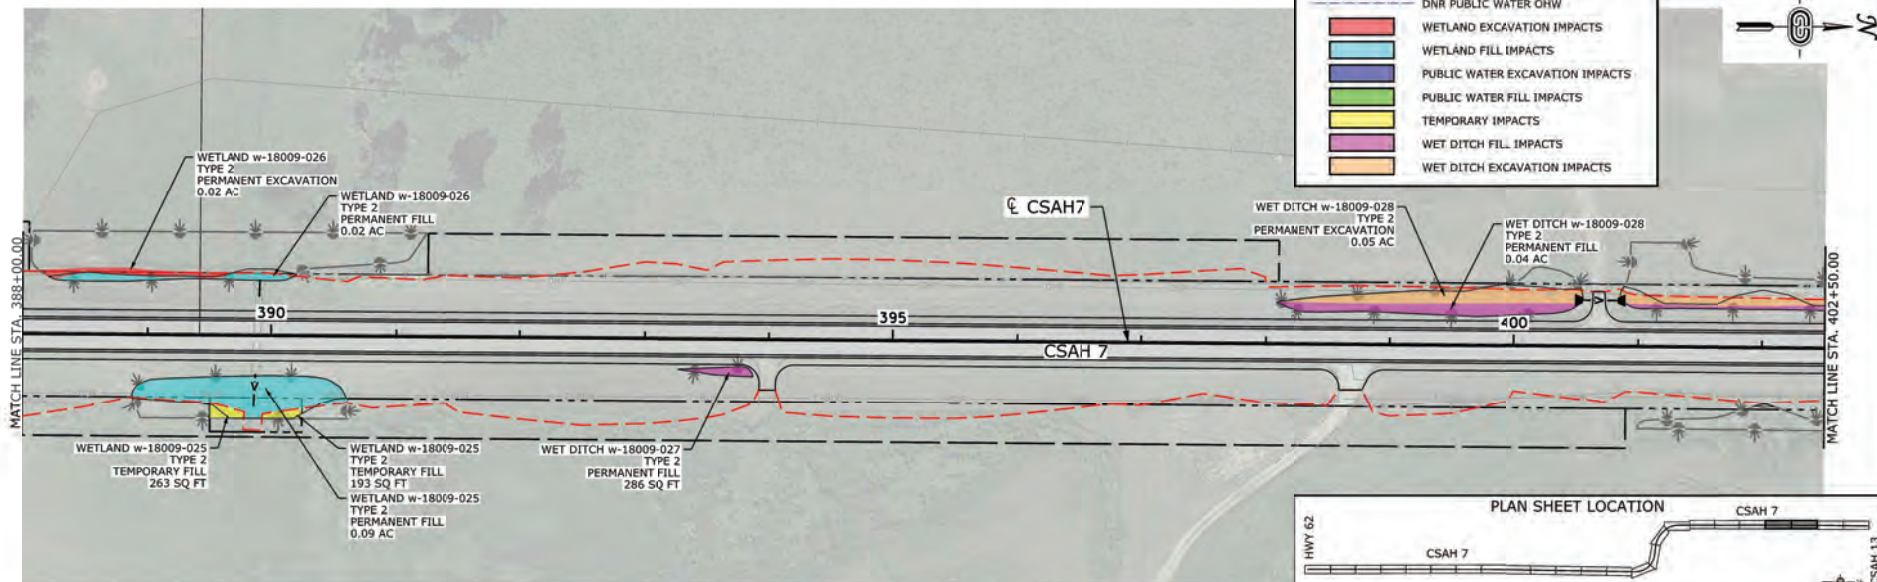 DNR PUBLIC WATER OHW
WETLAND EXCAVATION IMPACTS
WETLAND FILL IMPACTS
PUBLIC WATER EXCAVATION IMPACTS
PUBLIC WATER FILL IMPACTS
TEMPORARY IMPACTS
WET DITCH FILL IMPACTS
WET DITCH EXCAVATION IMPACTS
N
WETLAND w-18009-026
TYPE 2
PERMANENT EXCAVATION
0.02 AC
WETLAND w-18009-026
TYPE 2
PERMANENT FILL
0.02 AC
℄ CSAH7
WET DITCH w-18009-028
TYPE 2
PERMANENT EXCAVATION
0.05 AC
WET DITCH w-18009-028
TYPE 2
PERMANENT FILL
0.04 AC
MATCH LINE STA. 388+00.00
MATCH LINE STA. 402+50.00
390
395
400
CSAH 7
V
V
WETLAND w-18009-025
TYPE 2
TEMPORARY FILL
263 SQ FT
WETLAND w-18009-025
TYPE 2
TEMPORARY FILL
193 SQ FT
WETLAND w-18009-025
TYPE 2
PERMANENT FILL
0.09 AC
WET DITCH w-18009-027
TYPE 2
PERMANENT FILL
286 SQ FT
PLAN SHEET LOCATION
HWY 62
CSAH 7
CSAH 7
CSAH 13